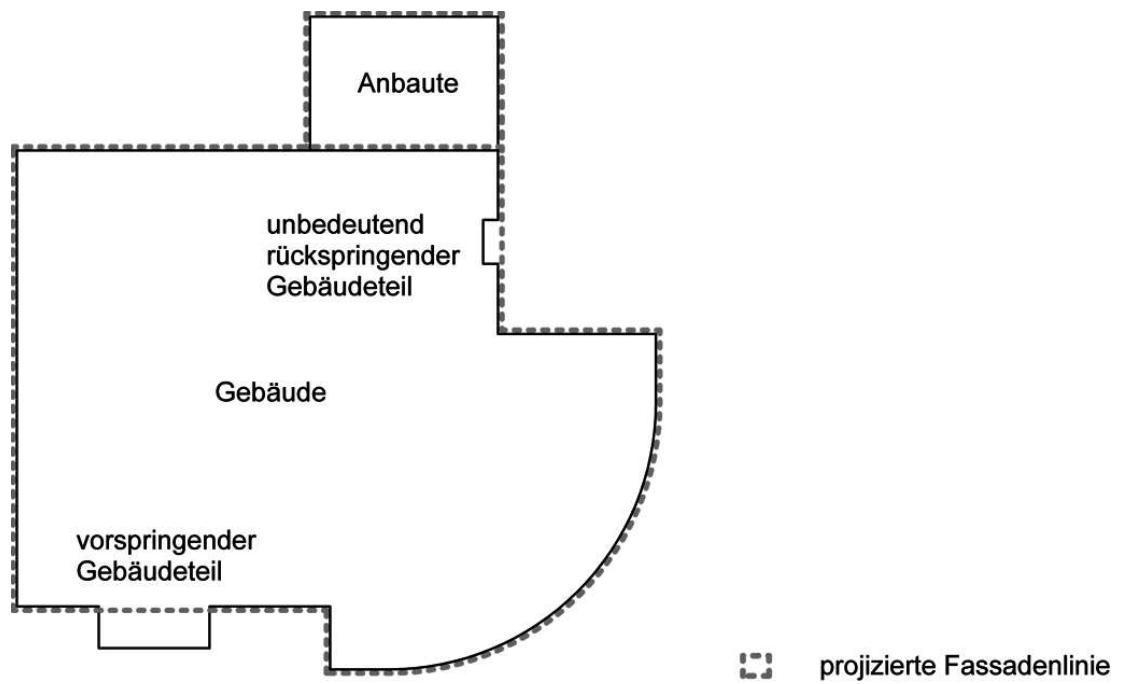 Anbaute
unbedeutend
rückspringender
Gebäudeteil
Gebäude
vorspringender
Gebäudeteil
projizierte Fassadenlinie